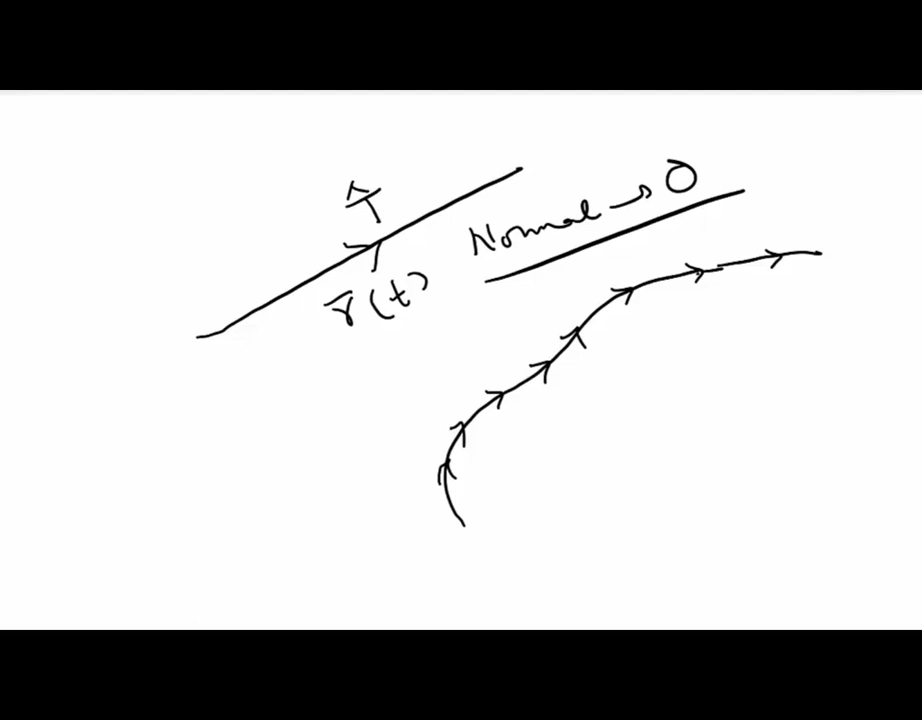 T̂
Normal → 0
r̄(t)